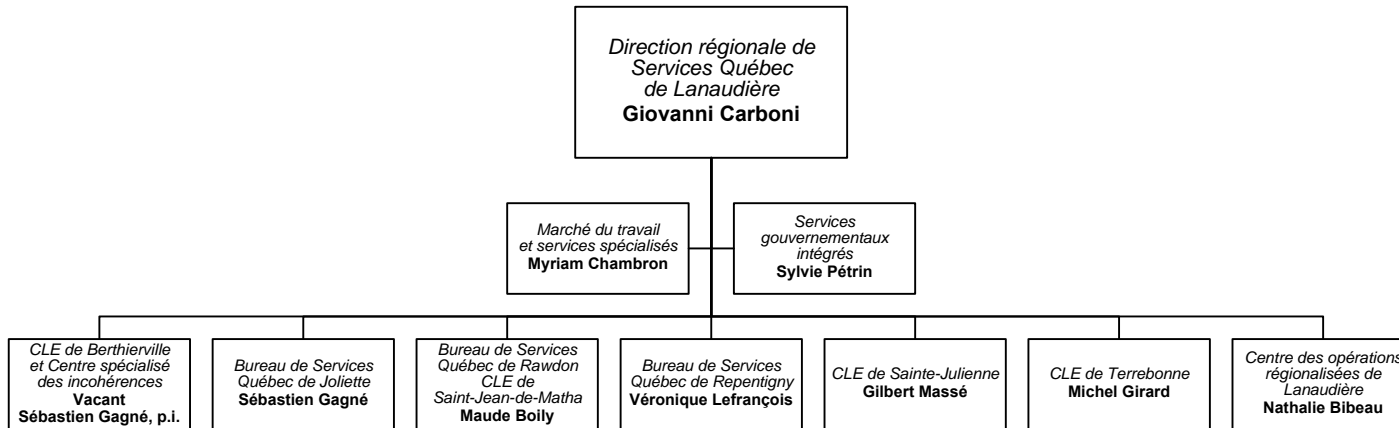 Direction régionale de
Services Québec
de Lanaudière
Giovanni Carboni
Marché du travail
et services spécialisés
Myriam Chambron
Services
gouvernementaux
intégrés
Sylvie Pétrin
CLE de Berthierville
et Centre spécialisé
des incohérences
Vacant
Sébastien Gagné, p.i.
Bureau de Services
Québec de Joliette
Sébastien Gagné
Bureau de Services
Québec de Rawdon
CLE de
Saint-Jean-de-Matha
Maude Boily
Bureau de Services
Québec de Repentigny
Véronique Lefrançois
CLE de Sainte-Julienne
Gilbert Massé
CLE de Terrebonne
Michel Girard
Centre des opérations
régionalisées de
Lanaudière
Nathalie Bibeau